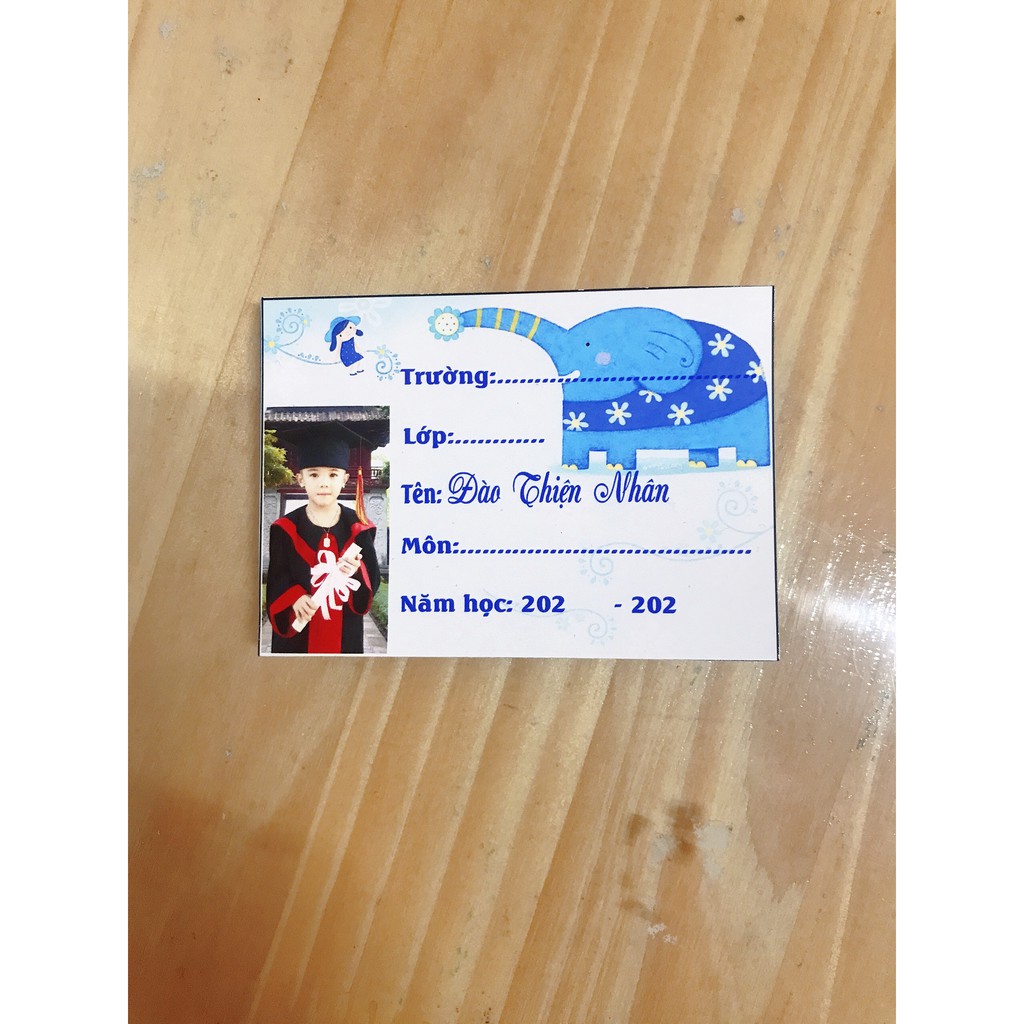 Trường:................................................
Lớp:............
Tên: Đào Thiện Nhân
Môn:.......................................
Năm học: 202 - 202